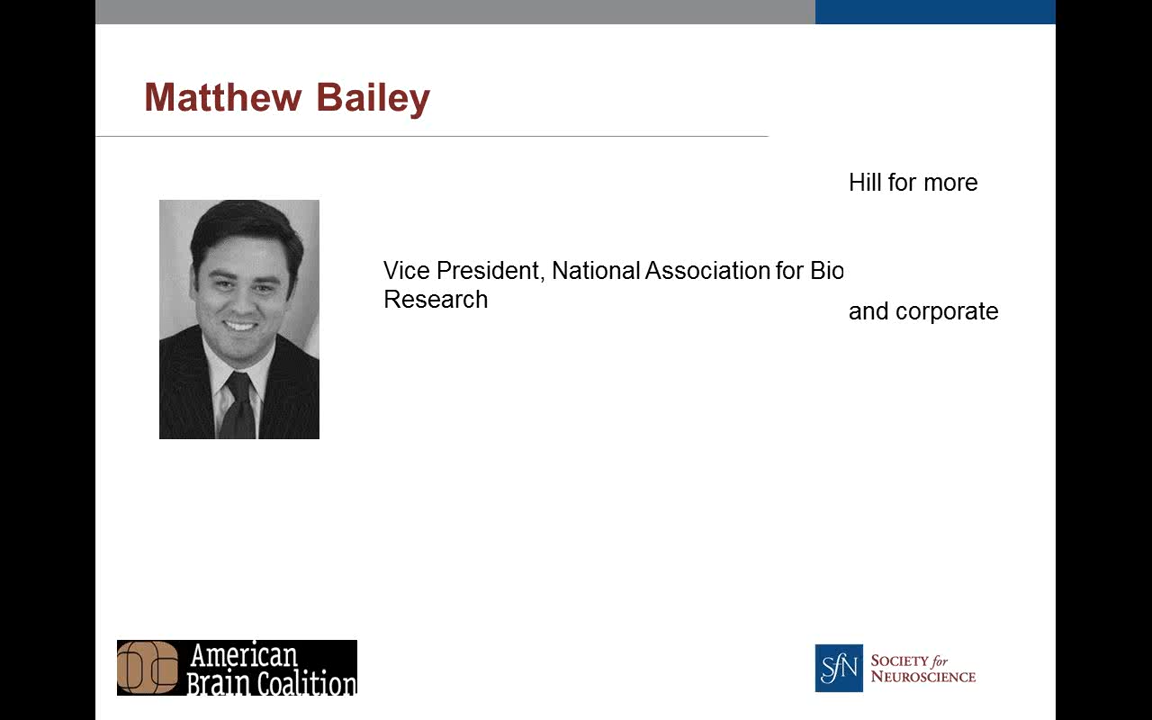 Matthew Bailey
Hill for more
Vice President, National Association for Bio
Research
and corporate
American
Brain Coalition
SfN
SOCIETY for
NEUROSCIENCE